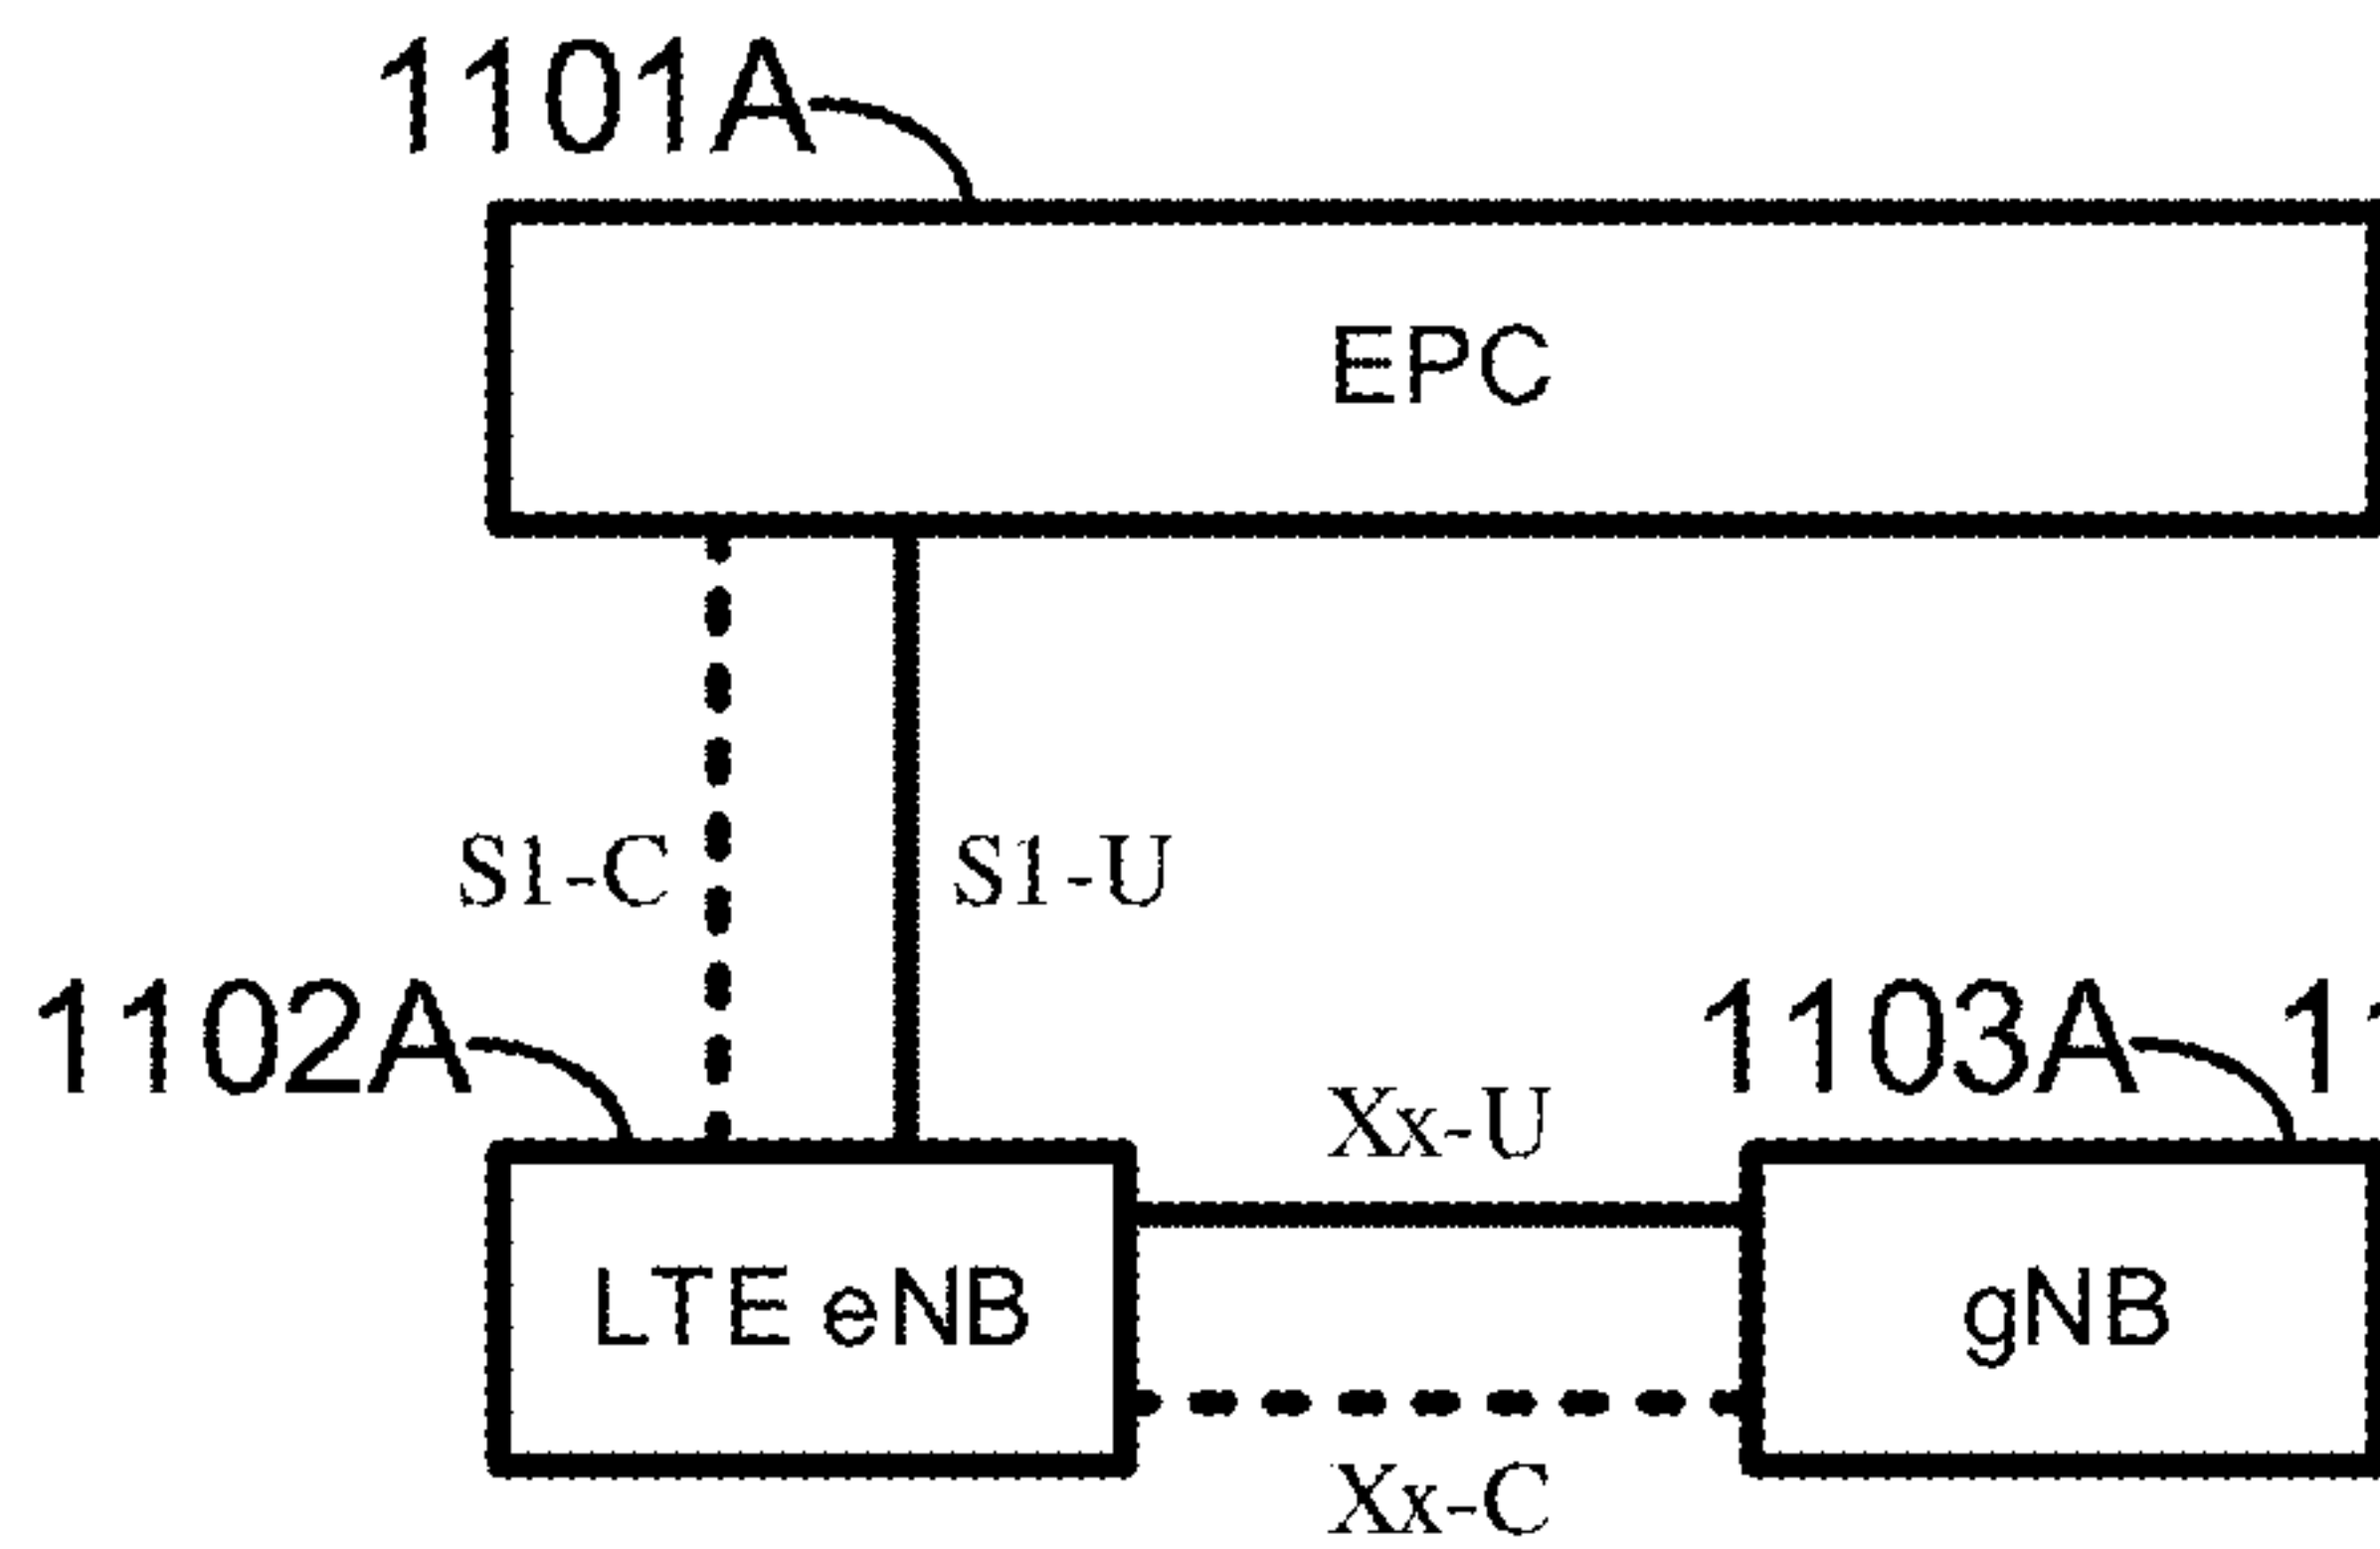 1101A
EPC
S1-C S1-U
1102A 1103A
Xx-U
LTE eNB gNB
Xx-C